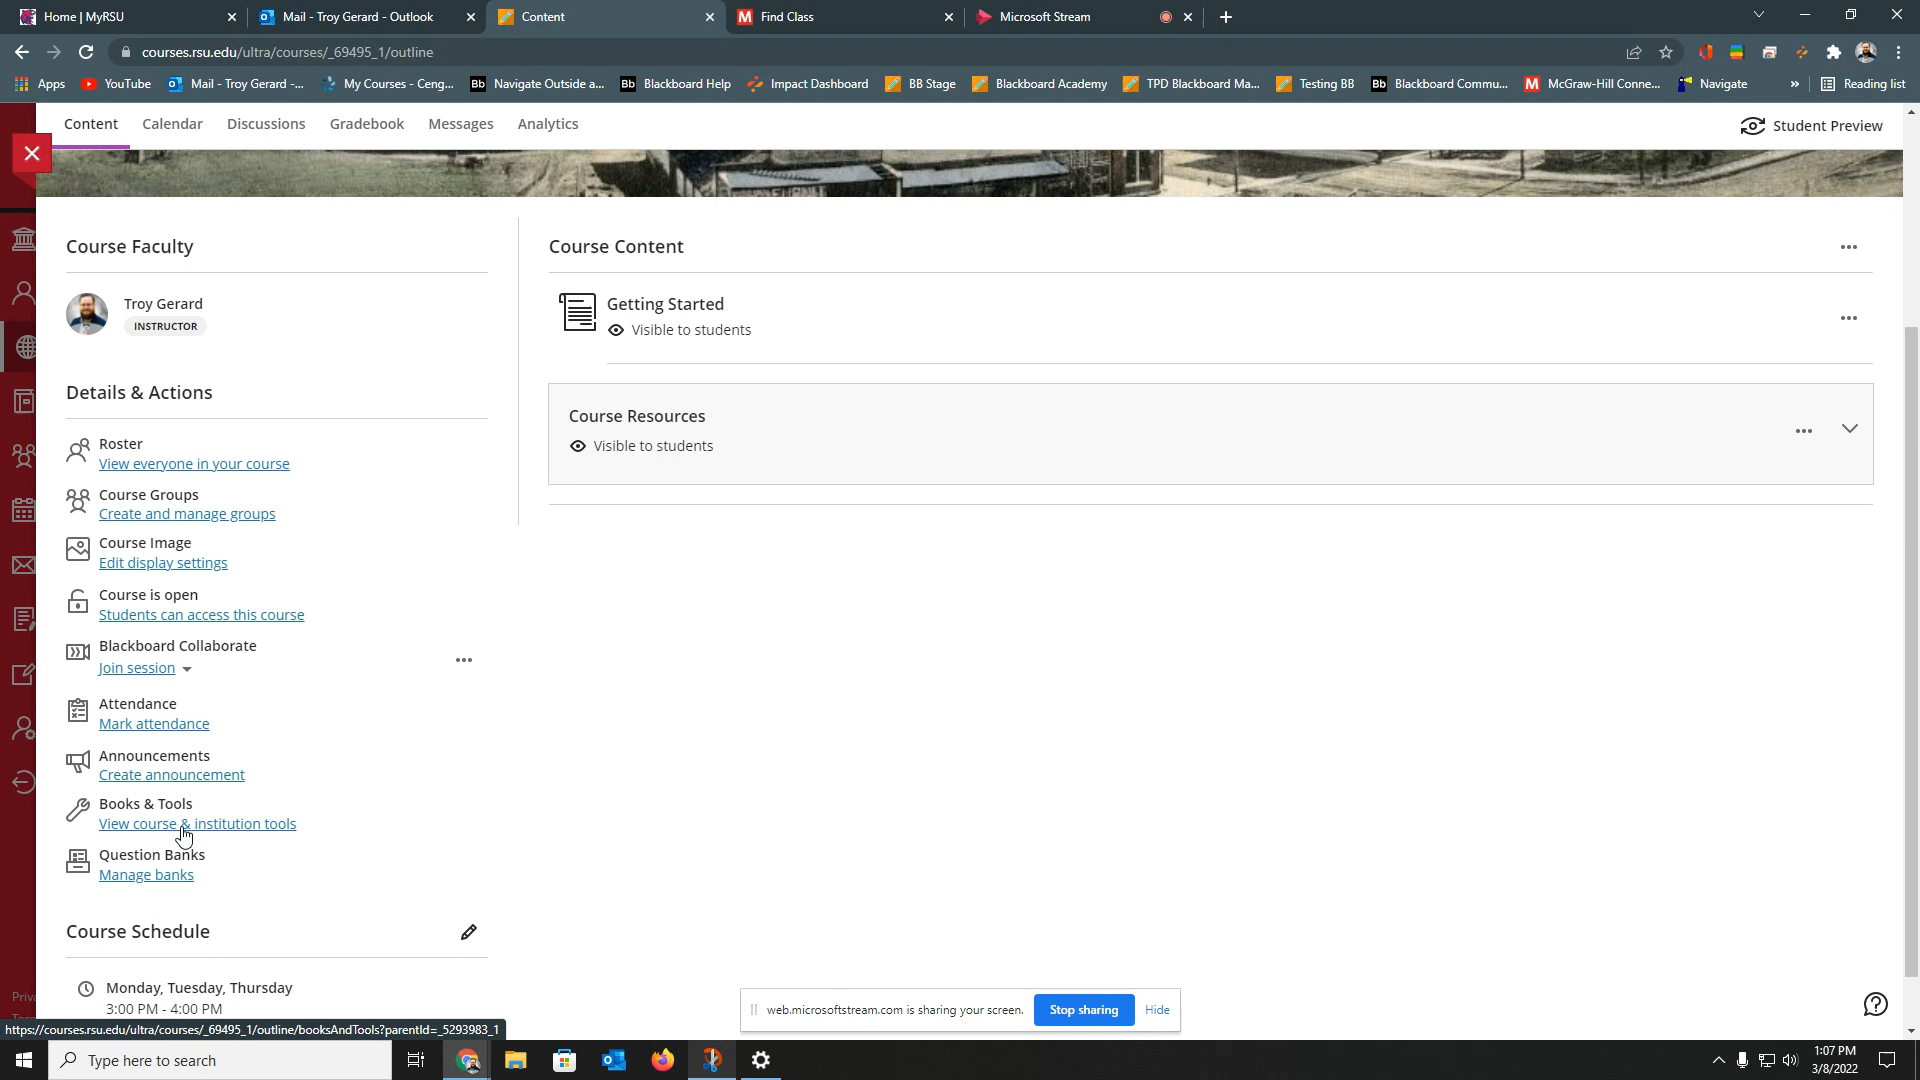 Home | MyRSU
Mail - Troy Gerard - Outlook
Content
Find Class
Microsoft Stream
courses.rsu.edu/ultra/courses/_69495_1/outline
Apps
YouTube
Mail - Troy Gerard -...
My Courses - Ceng...
Navigate Outside a...
Blackboard Help
Impact Dashboard
BB Stage
Blackboard Academy
TPD Blackboard Ma...
Testing BB
Blackboard Commu...
McGraw-Hill Conne...
Navigate
»
Reading list
Content
Calendar
Discussions
Gradebook
Messages
Analytics
Student Preview
Course Faculty
Troy Gerard
INSTRUCTOR
Details & Actions
Roster
View everyone in your course
Course Groups
Create and manage groups
Course Image
Edit display settings
Course is open
Students can access this course
Blackboard Collaborate
Join session
Attendance
Mark attendance
Announcements
Create announcement
Books & Tools
View course & institution tools
Question Banks
Manage banks
Course Schedule
Monday, Tuesday, Thursday
3:00 PM - 4:00 PM
Course Content
Getting Started
Visible to students
Course Resources
Visible to students
web.microsoftstream.com is sharing your screen.
Stop sharing
Hide
https://courses.rsu.edu/ultra/courses/_69495_1/outline/booksAndTools?parentId=_5293983_1
Type here to search
1:07 PM
3/8/2022